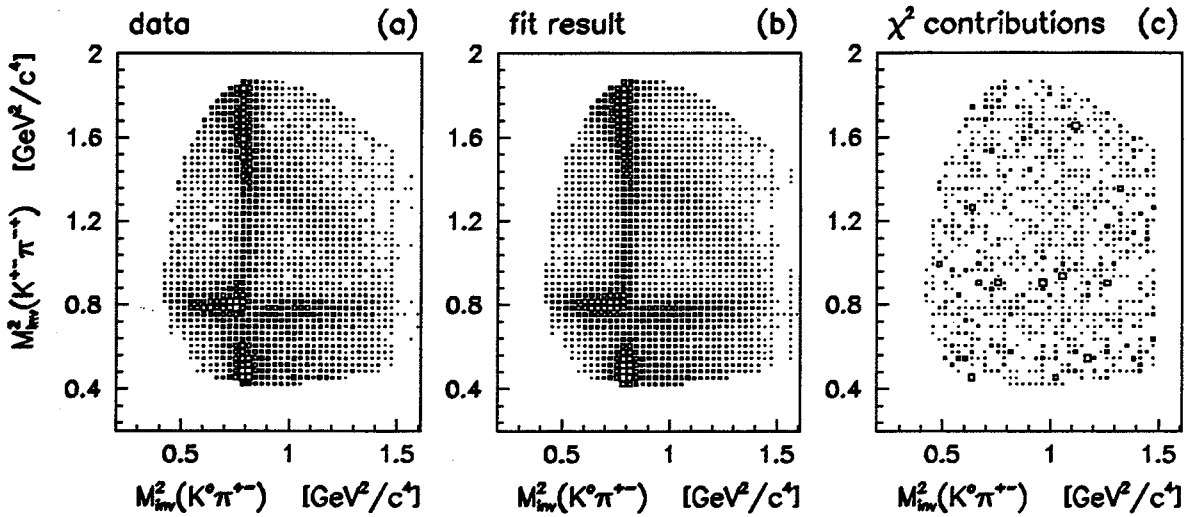 data (a) fit result (b) χ² contributions (c)
M²inv(K⁺⁻π⁻⁺) [GeV²/c⁴]
2 2 2
1.6 1.6 1.6
1.2 1.2 1.2
0.8 0.8 0.8
0.4 0.4 0.4
0.5 1 1.5 0.5 1 1.5 0.5 1 1.5
M²inv(K°π⁺⁻) [GeV²/c⁴] M²inv(K°π⁺⁻) [GeV²/c⁴] M²inv(K°π⁺⁻) [GeV²/c⁴]